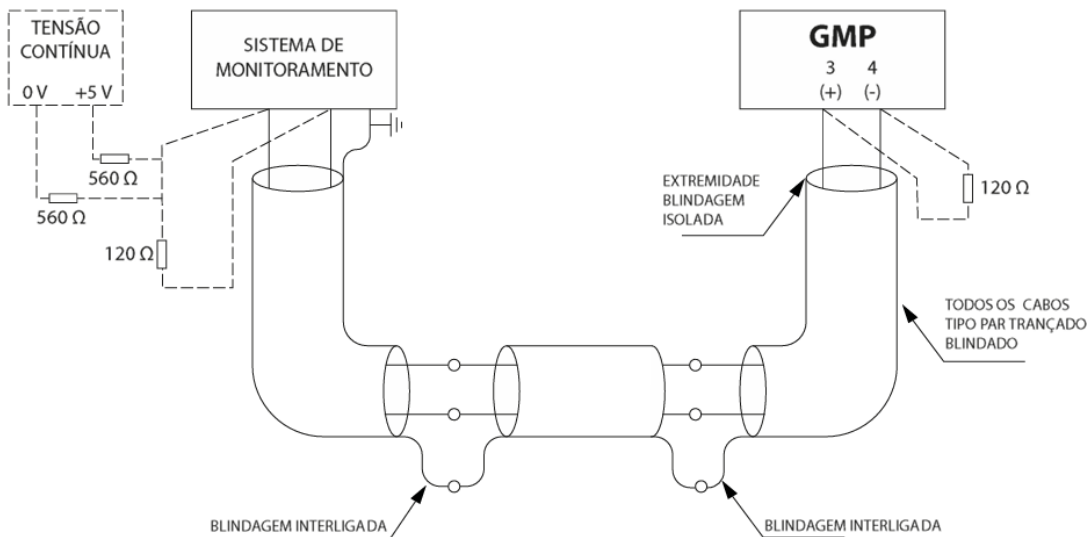 TENSÃO
CONTÍNUA
0 V +5 V
SISTEMA DE
MONITORAMENTO
GMP
3 4
(+) (-)
560 Ω
560 Ω
120 Ω
EXTREMIDADE
BLINDAGEM
ISOLADA
120 Ω
TODOS OS CABOS
TIPO PAR TRANÇADO
BLINDADO
BLINDAGEM INTERLIGADA
BLINDAGEM INTERLIGADA